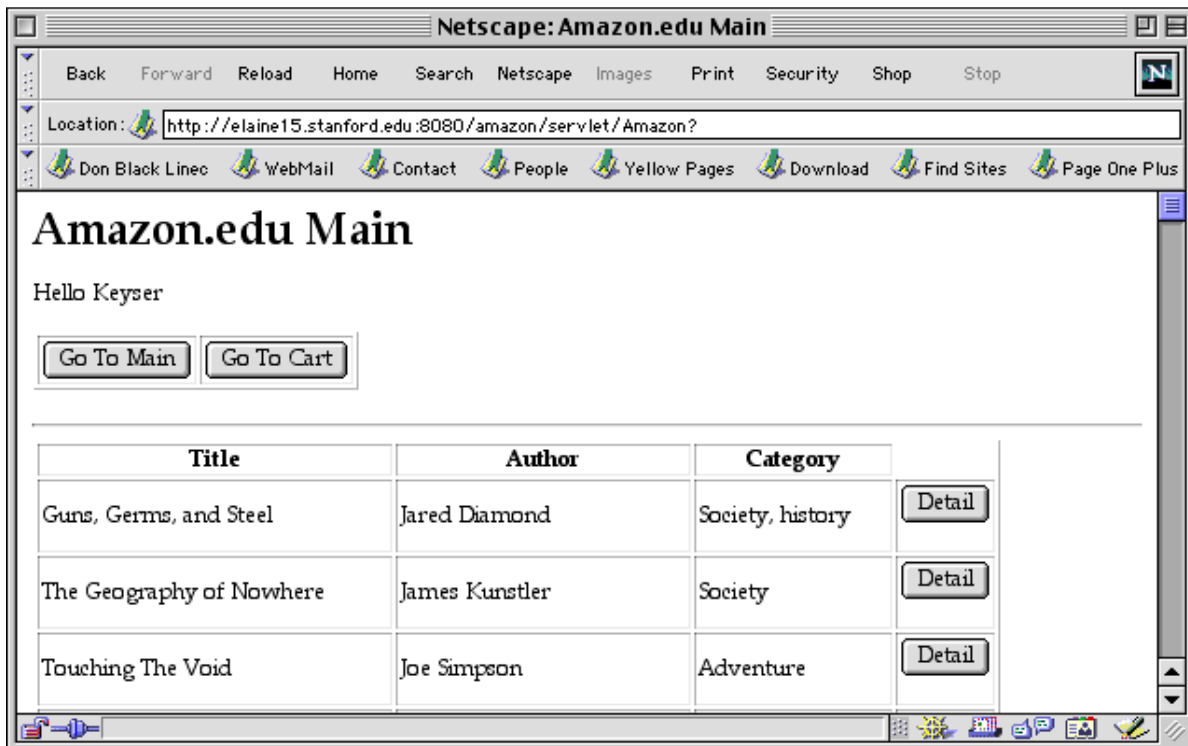 Netscape: Amazon.edu Main
Back Forward Reload Home Search Netscape Images Print Security Shop Stop
N
Location: http://elaine15.stanford.edu:8080/amazon/servlet/Amazon?
Don Black Linec WebMail Contact People Yellow Pages Download Find Sites Page One Plus
Amazon.edu Main
Hello Keyser
Go To Main Go To Cart
Title Author Category
Guns, Germs, and Steel Jared Diamond Society, history Detail
The Geography of Nowhere James Kunstler Society Detail
Touching The Void Joe Simpson Adventure Detail